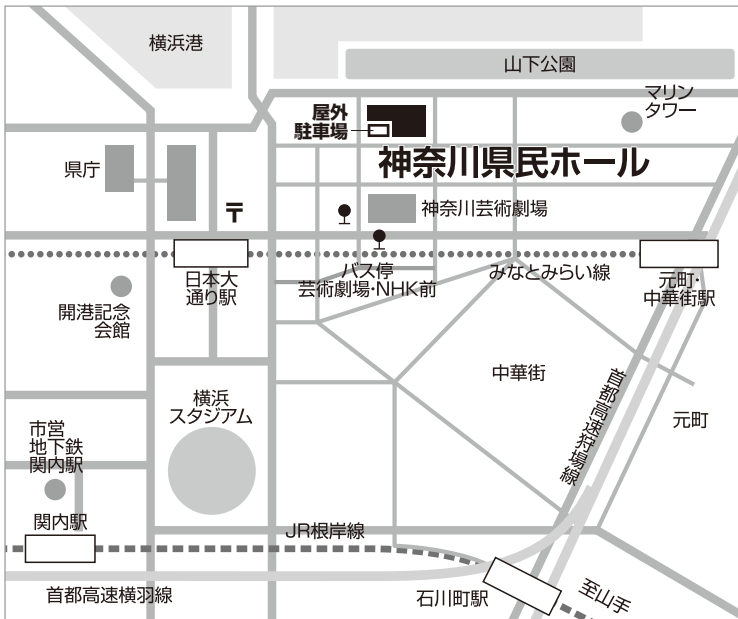 横浜港
山下公園
マリン
タワー
屋外
駐車場
神奈川県民ホール
県庁
〒
神奈川芸術劇場
日本大
通り駅
バス停
芸術劇場・NHK前
みなとみらい線
元町・
中華街駅
開港記念
会館
横浜
スタジアム
中華街
首都高速狩場線
元町
市営
地下鉄
関内駅
関内駅
JR根岸線
首都高速横羽線
石川町駅
至山手